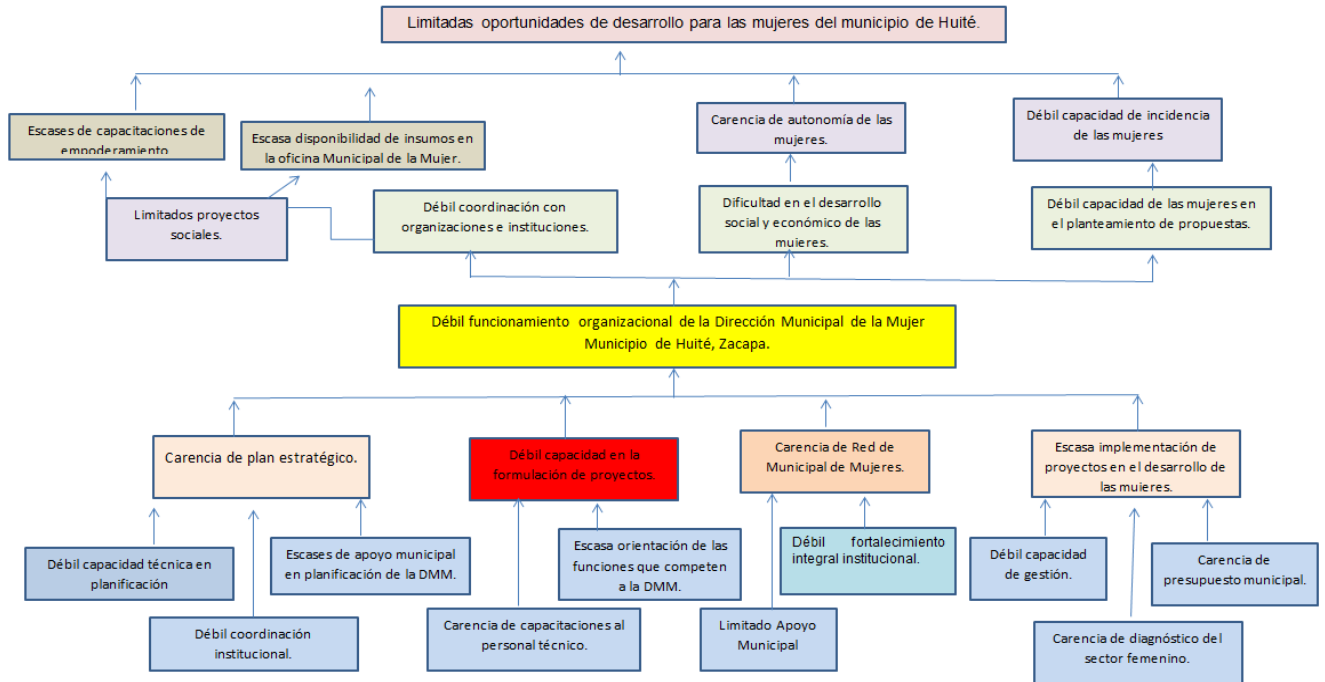 Limitadas oportunidades de desarrollo para las mujeres del municipio de Huité.
Escases de capacitaciones de
empoderamiento
Escasa disponibilidad de insumos en
la oficina Municipal de la Mujer.
Carencia de autonomía de las
mujeres.
Débil capacidad de incidencia
de las mujeres
Limitados proyectos
sociales.
Débil coordinación con
organizaciones e instituciones.
Dificultad en el desarrollo
social y económico de las
mujeres.
Débil capacidad de las mujeres en
el planteamiento de propuestas.
Débil funcionamiento organizacional de la Dirección Municipal de la Mujer
Municipio de Huité, Zacapa.
Carencia de plan estratégico.
Débil capacidad en la
formulación de proyectos.
Carencia de Red de
Municipal de Mujeres.
Escasa implementación de
proyectos en el desarrollo de
las mujeres.
Débil capacidad técnica en
planificación
Escases de apoyo municipal
en planificación de la DMM.
Escasa orientación de las
funciones que competen
a la DMM.
Débil fortalecimiento
integral institucional.
Débil capacidad
de gestión.
Carencia de
presupuesto municipal.
Débil coordinación
institucional.
Carencia de capacitaciones al
personal técnico.
Limitado Apoyo
Municipal
Carencia de diagnóstico del
sector femenino.